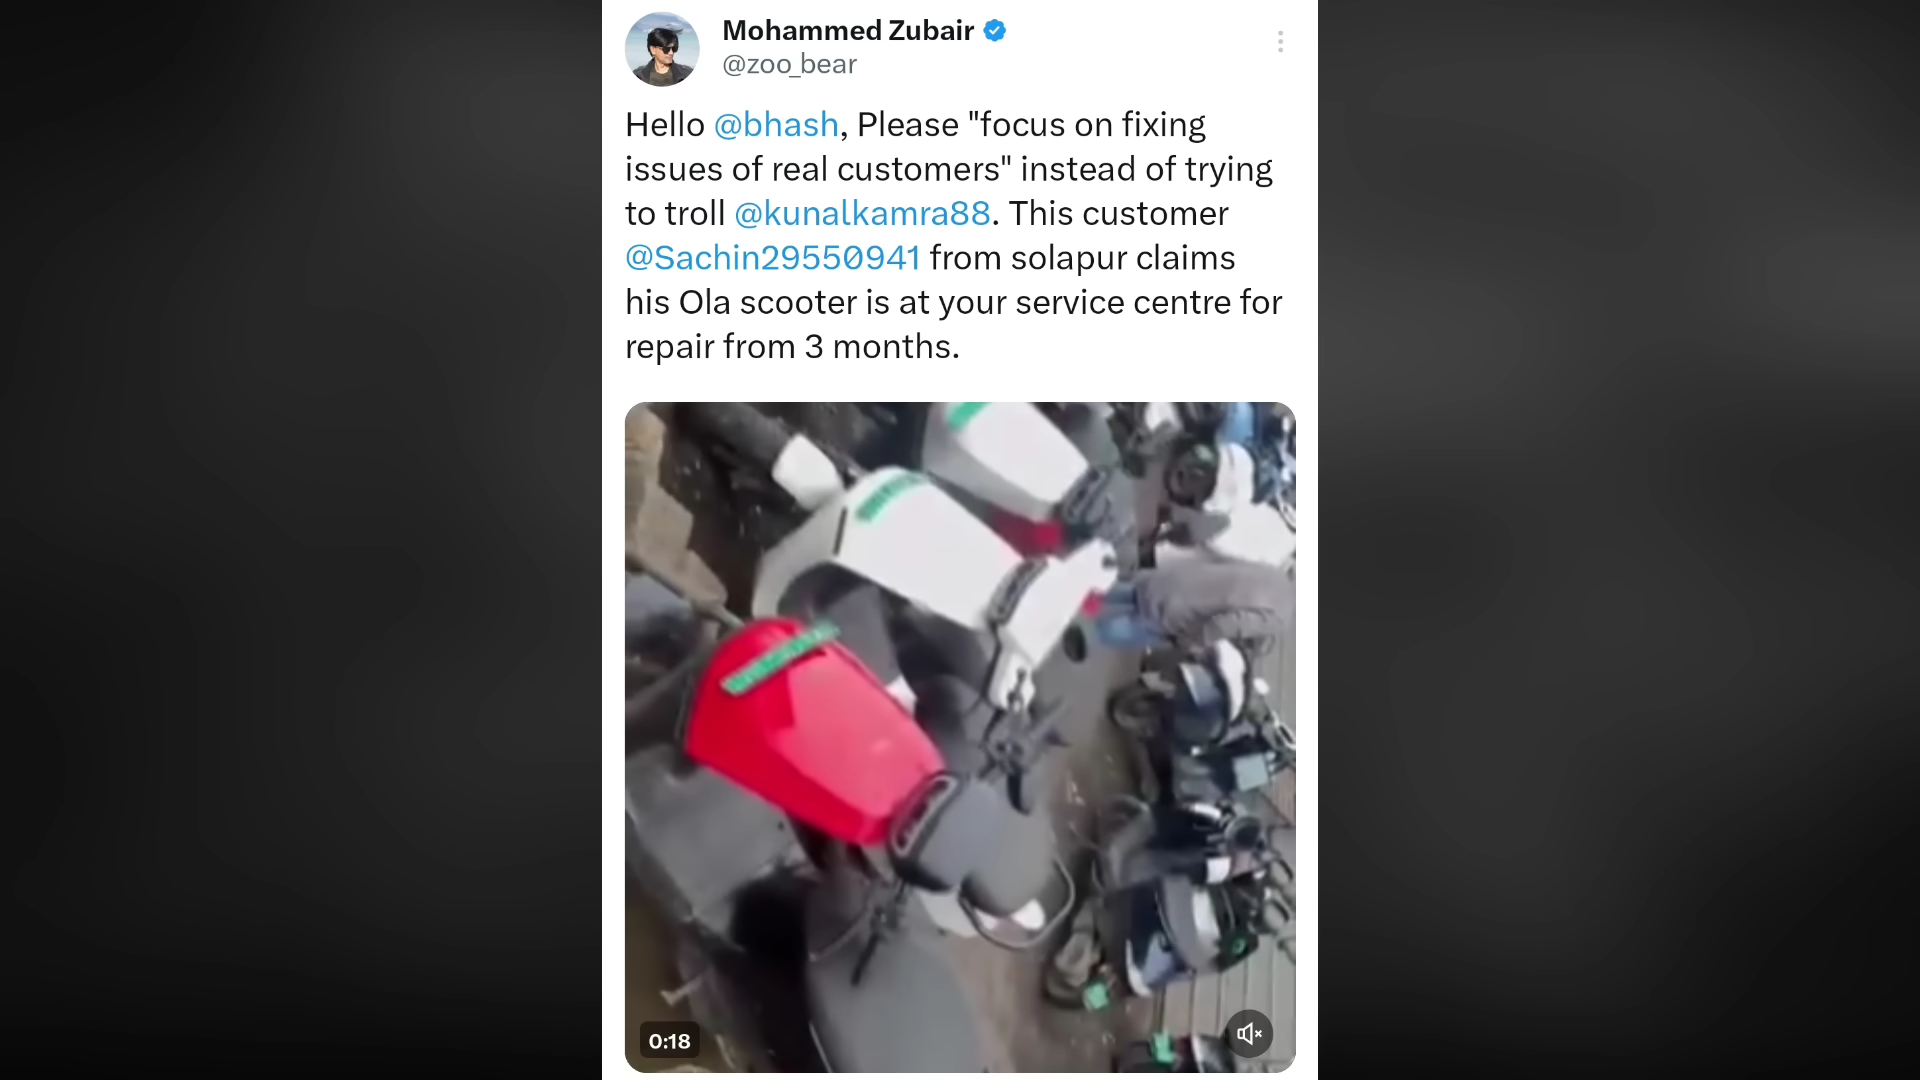 Mohammed Zubair
@zoo_bear
Hello @bhash, Please "focus on fixing
issues of real customers" instead of trying
to troll @kunalkamra88. This customer
@Sachin29550941 from solapur claims
his Ola scooter is at your service centre for
repair from 3 months.
0:18